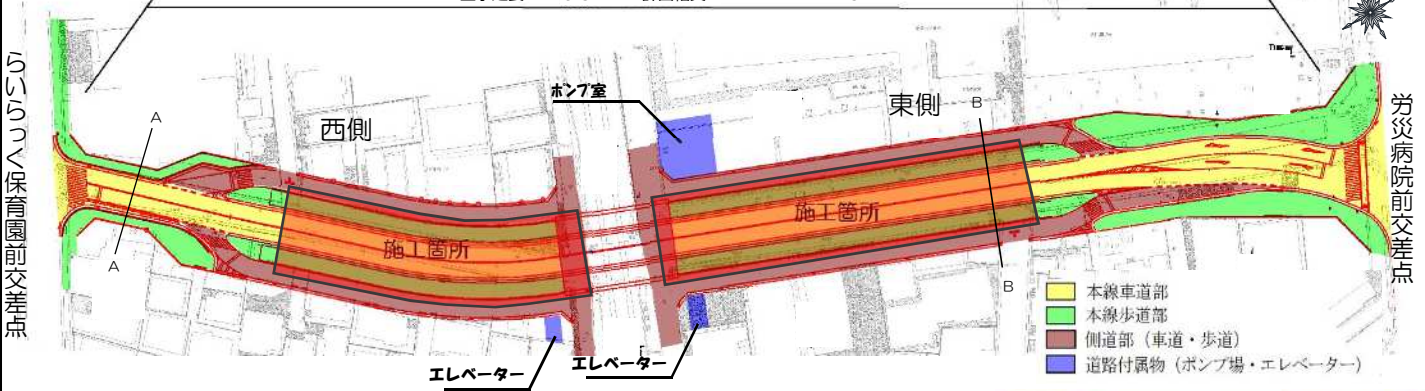 らいらっく保育園前交差点
A
西側
ポンプ室
東側
B
労災病院前交差点
施工箇所
施工箇所
A
B
エレベーター
エレベーター
本線車道部
本線歩道部
側道部（車道・歩道）
道路付属物（ポンプ場・エレベーター）